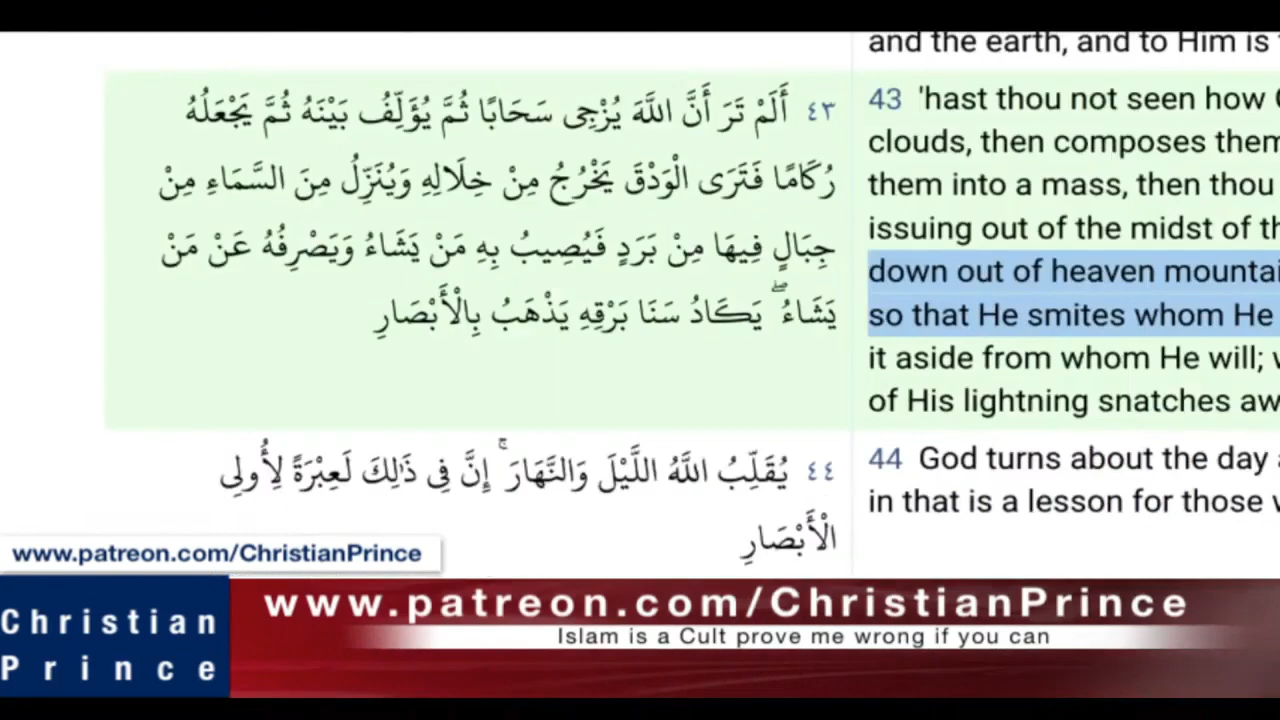 and the earth, and to Him is
٤٣ أَلَمْ تَرَ أَنَّ اللَّهَ يُزْجِي سَحَابًا ثُمَّ يُؤَلِّفُ بَيْنَهُ ثُمَّ يَجْعَلُهُ
رُكَامًا فَتَرَى الْوَدْقَ يَخْرُجُ مِنْ خِلَالِهِ وَيُنَزِّلُ مِنَ السَّمَاءِ مِنْ
جِبَالٍ فِيهَا مِنْ بَرَدٍ فَيُصِيبُ بِهِ مَنْ يَشَاءُ وَيَصْرِفُهُ عَنْ مَنْ
يَشَاءُ ۖ يَكَادُ سَنَا بَرْقِهِ يَذْهَبُ بِالْأَبْصَارِ
43 'hast thou not seen how
clouds, then composes them
them into a mass, then thou
issuing out of the midst of
down out of heaven
so that He smites whom He
it aside from whom He will;
of His lightning snatches
٤٤ يُقَلِّبُ اللَّهُ اللَّيْلَ وَالنَّهَارَ ۚ إِنَّ فِي ذَٰلِكَ لَعِبْرَةً لِأُولِي
الْأَبْصَارِ
44 God turns about the day
in that is a lesson for those
www.patreon.com/ChristianPrince
Christian
Prince
www.patreon.com/ChristianPrince
Islam is a Cult prove me wrong if you can